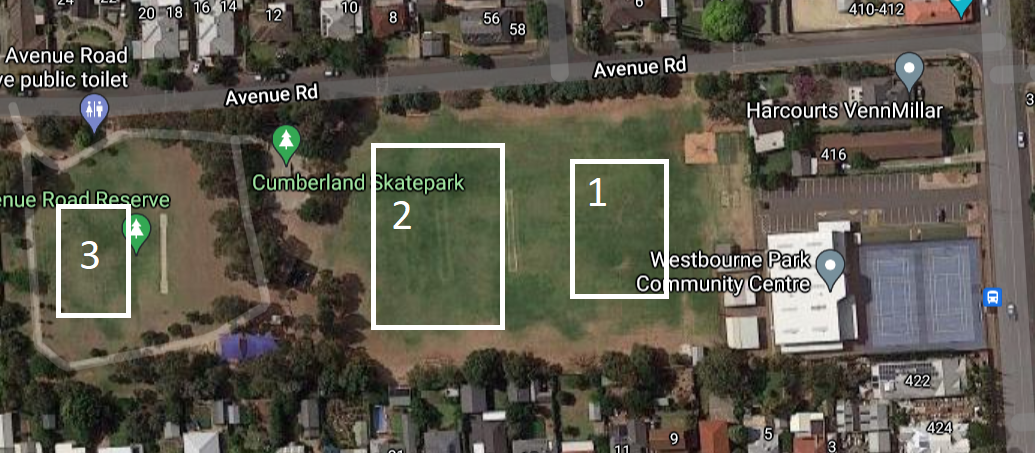 22
20 18
16 14
12
10
8
56
58
6
410-412
Avenue Road
ve public toilet
Avenue Rd
Avenue Rd
Harcourts VennMillar
416
enue Road Reserve
Cumberland Skatepark
1
2
3
Westbourne Park
Community Centre
422
424
11
9
5
3